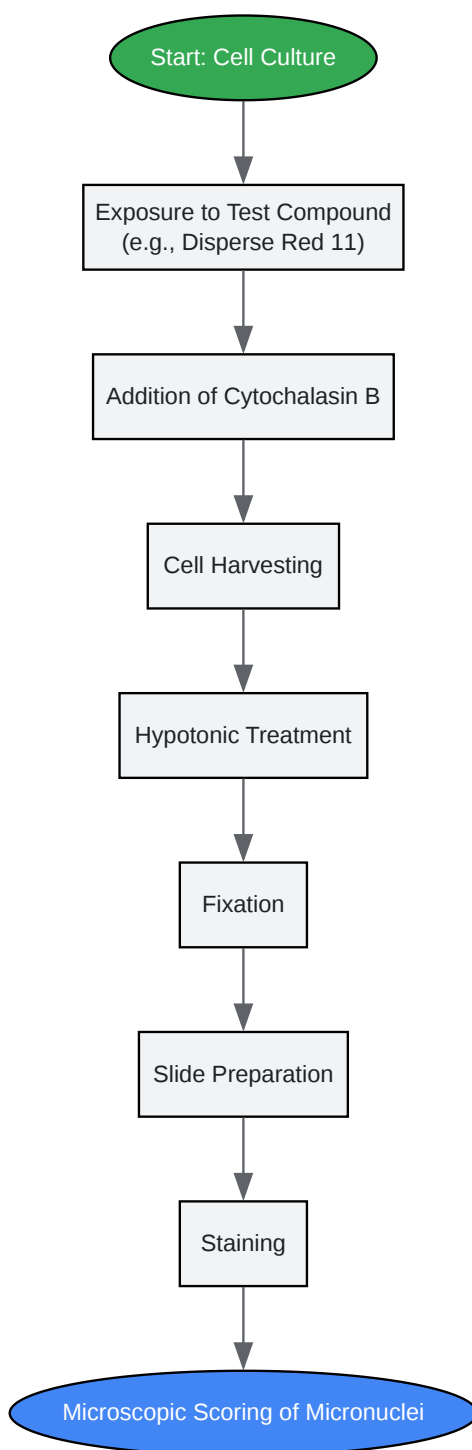 Start: Cell Culture
Exposure to Test Compound
(e.g., Disperse Red 11)
Addition of Cytochalasin B
Cell Harvesting
Hypotonic Treatment
Fixation
Slide Preparation
Staining
Microscopic Scoring of Micronuclei